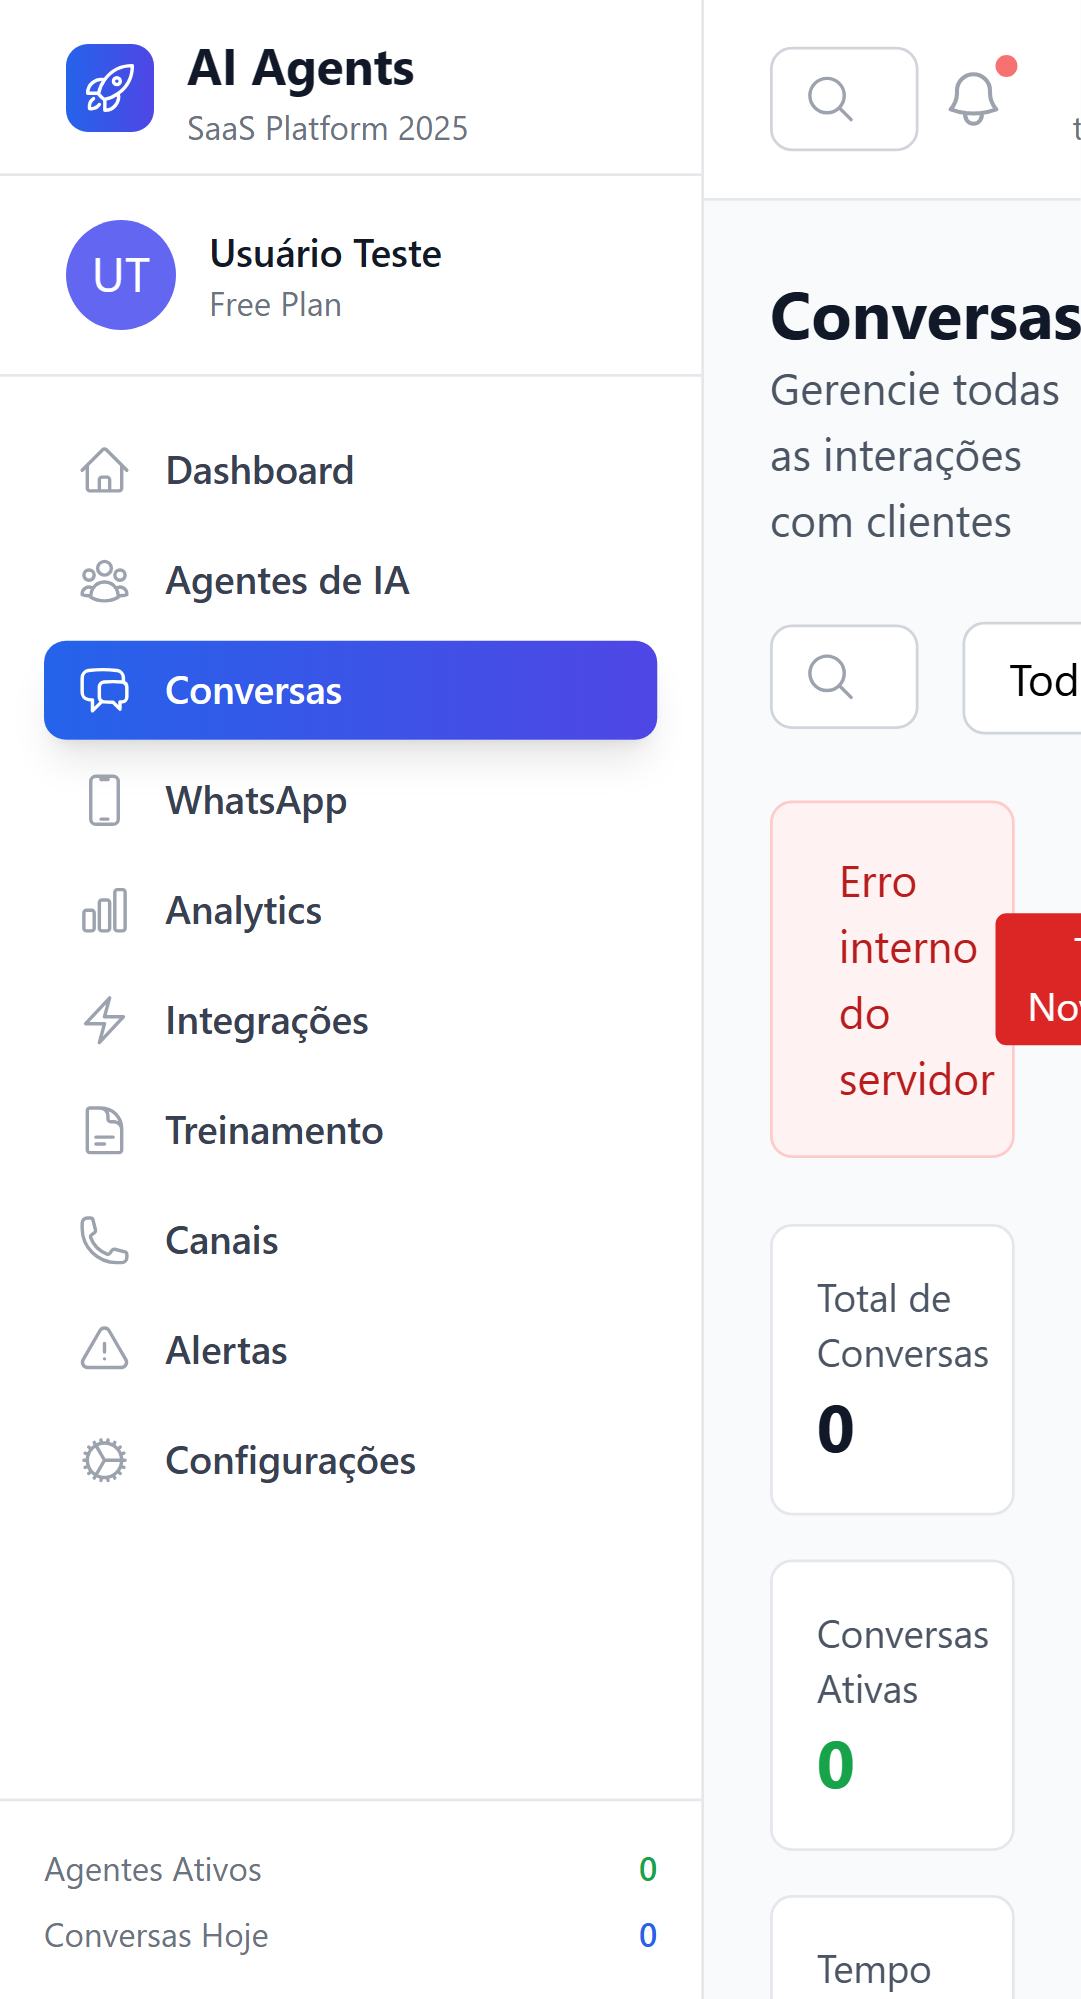 AI Agents
SaaS Platform 2025
UT
Usuário Teste
Free Plan
Dashboard
Agentes de IA
Conversas
WhatsApp
Analytics
Integrações
Treinamento
Canais
Alertas
Configurações
Agentes Ativos 0
Conversas Hoje 0
Conversas
Gerencie todas
as interações
com clientes
Tod
Erro
interno
do
servidor
Total de
Conversas
0
Conversas
Ativas
0
Tempo